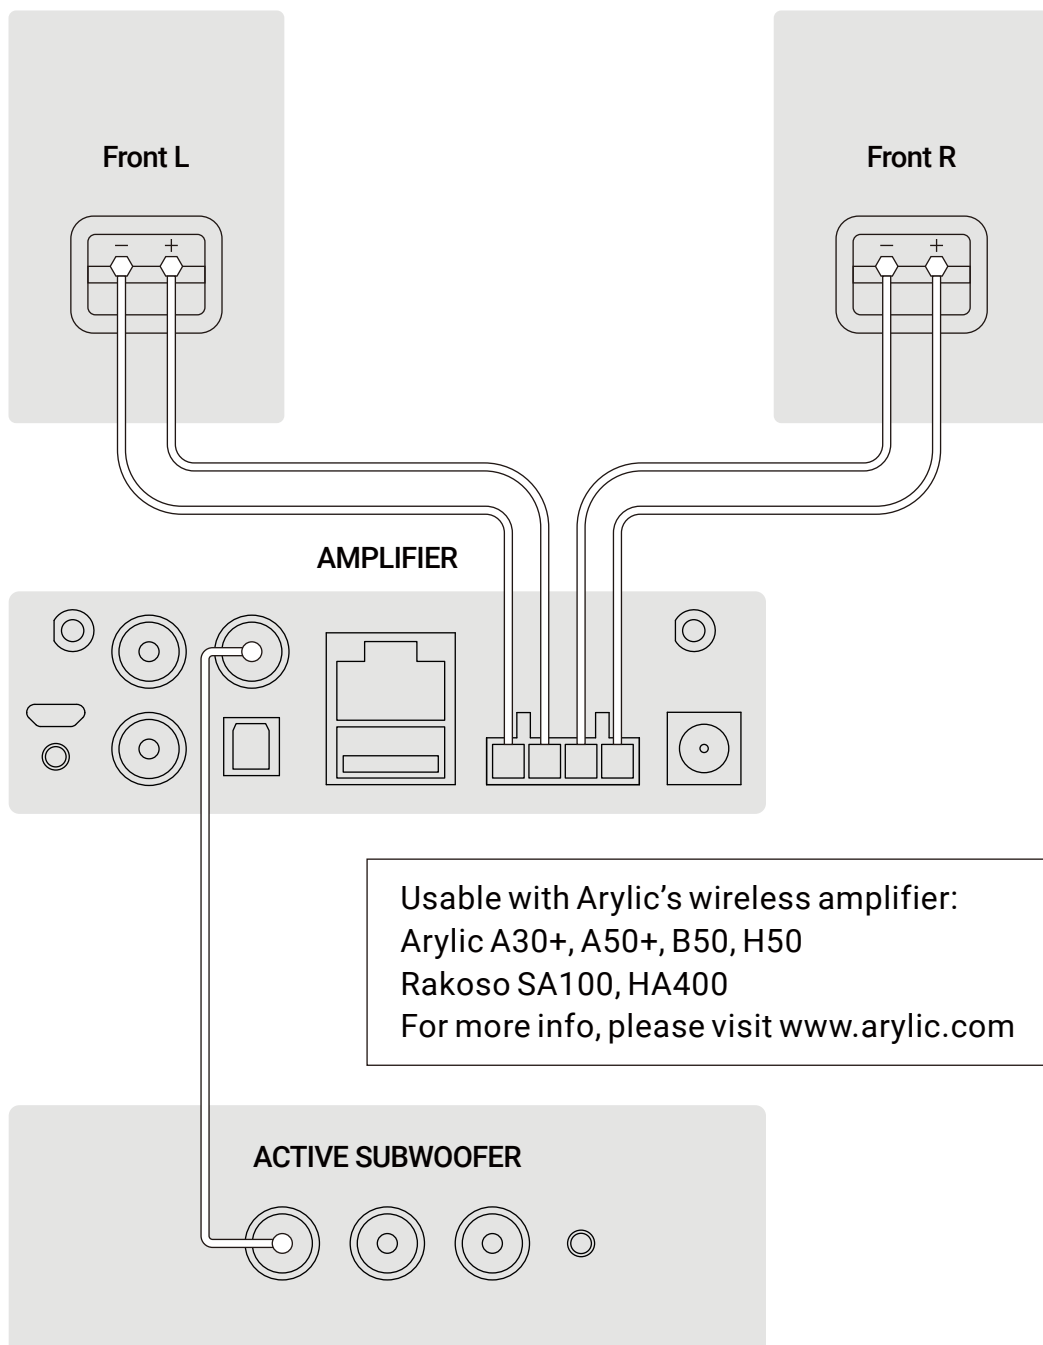 Front L
Front R
− +
− +
AMPLIFIER
Usable with Arylic’s wireless amplifier:
Arylic A30+, A50+, B50, H50
Rakoso SA100, HA400
For more info, please visit www.arylic.com
ACTIVE SUBWOOFER